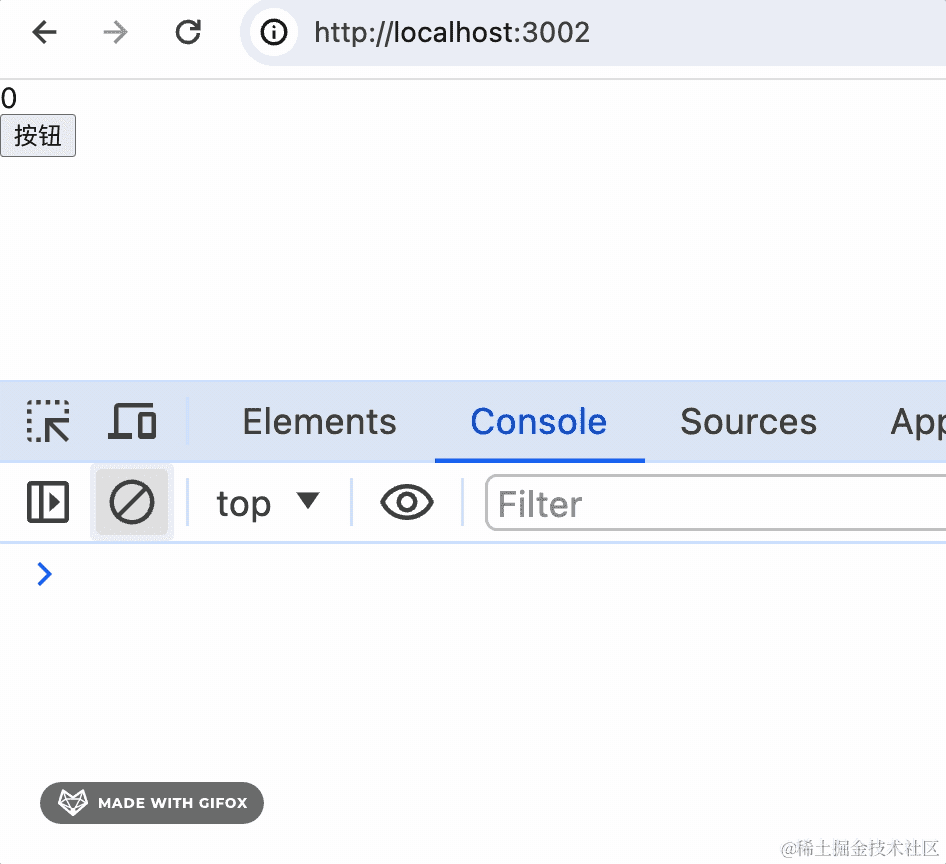 http://localhost:3002
0
按钮
Elements Console Sources App
top Filter
MADE WITH GIFOX
@稀土掘金技术社区